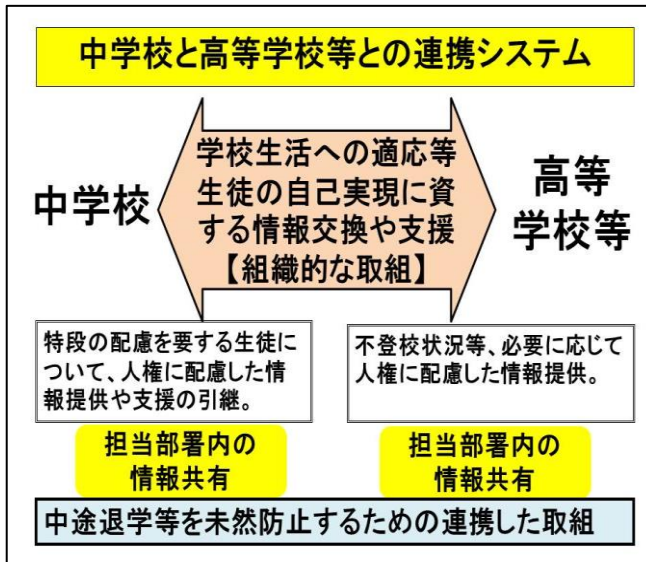 中学校と高等学校等との連携システム
中学校
学校生活への適応等
生徒の自己実現に資
する情報交換や支援
【組織的な取組】
高等
学校等
特段の配慮を要する生徒に
ついて、人権に配慮した情
報提供や支援の引継。
不登校状況等、必要に応じて
人権に配慮した情報提供。
担当部署内の
情報共有
担当部署内の
情報共有
中途退学等を未然防止するための連携した取組